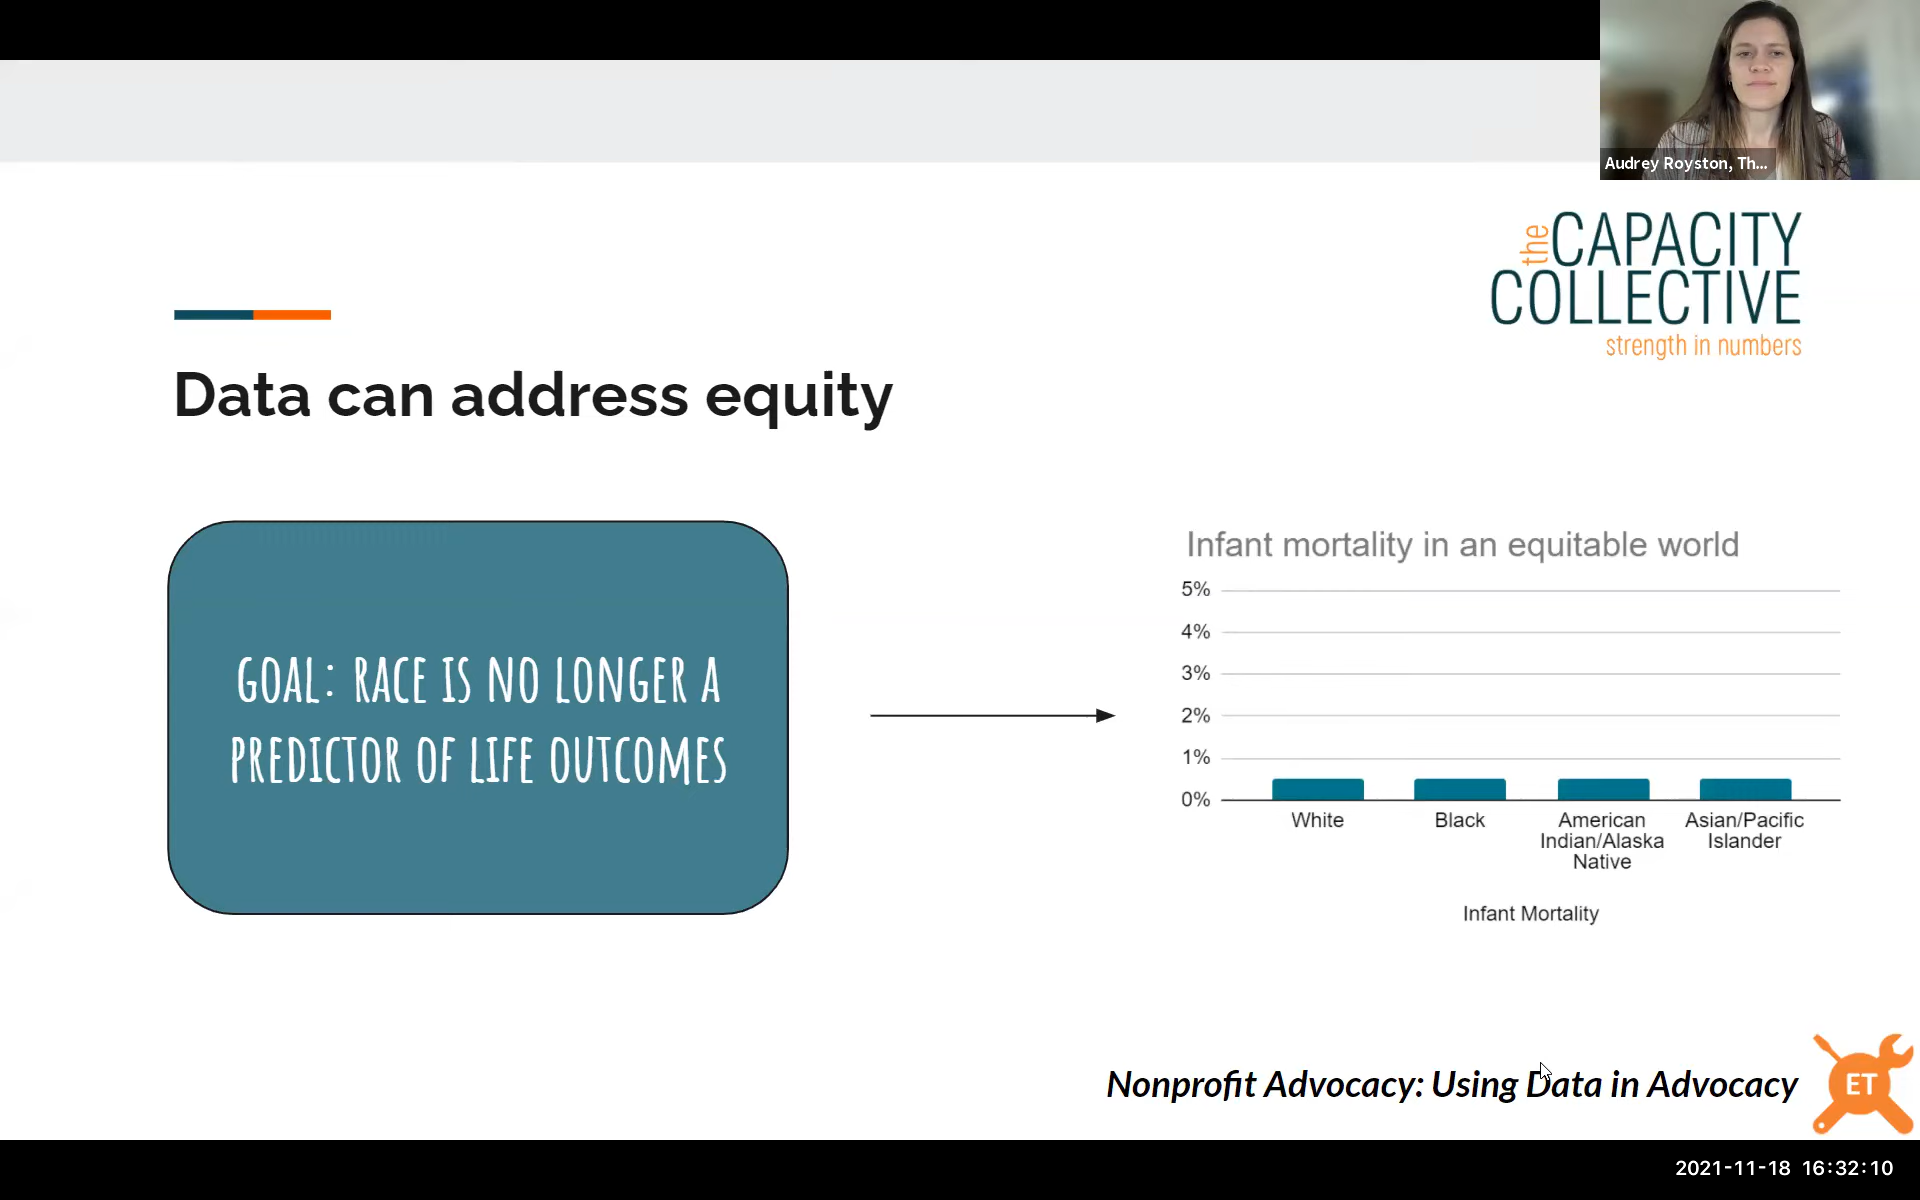 Audrey Royston, Th...
the CAPACITY
COLLECTIVE
strength in numbers
Data can address equity
GOAL: RACE IS NO LONGER A
PREDICTOR OF LIFE OUTCOMES
Infant mortality in an equitable world
5%
4%
3%
2%
1%
0%
White
Black
American
Indian/Alaska
Native
Asian/Pacific
Islander
Infant Mortality
Nonprofit Advocacy: Using Data in Advocacy
ET
2021-11-18 16:32:10